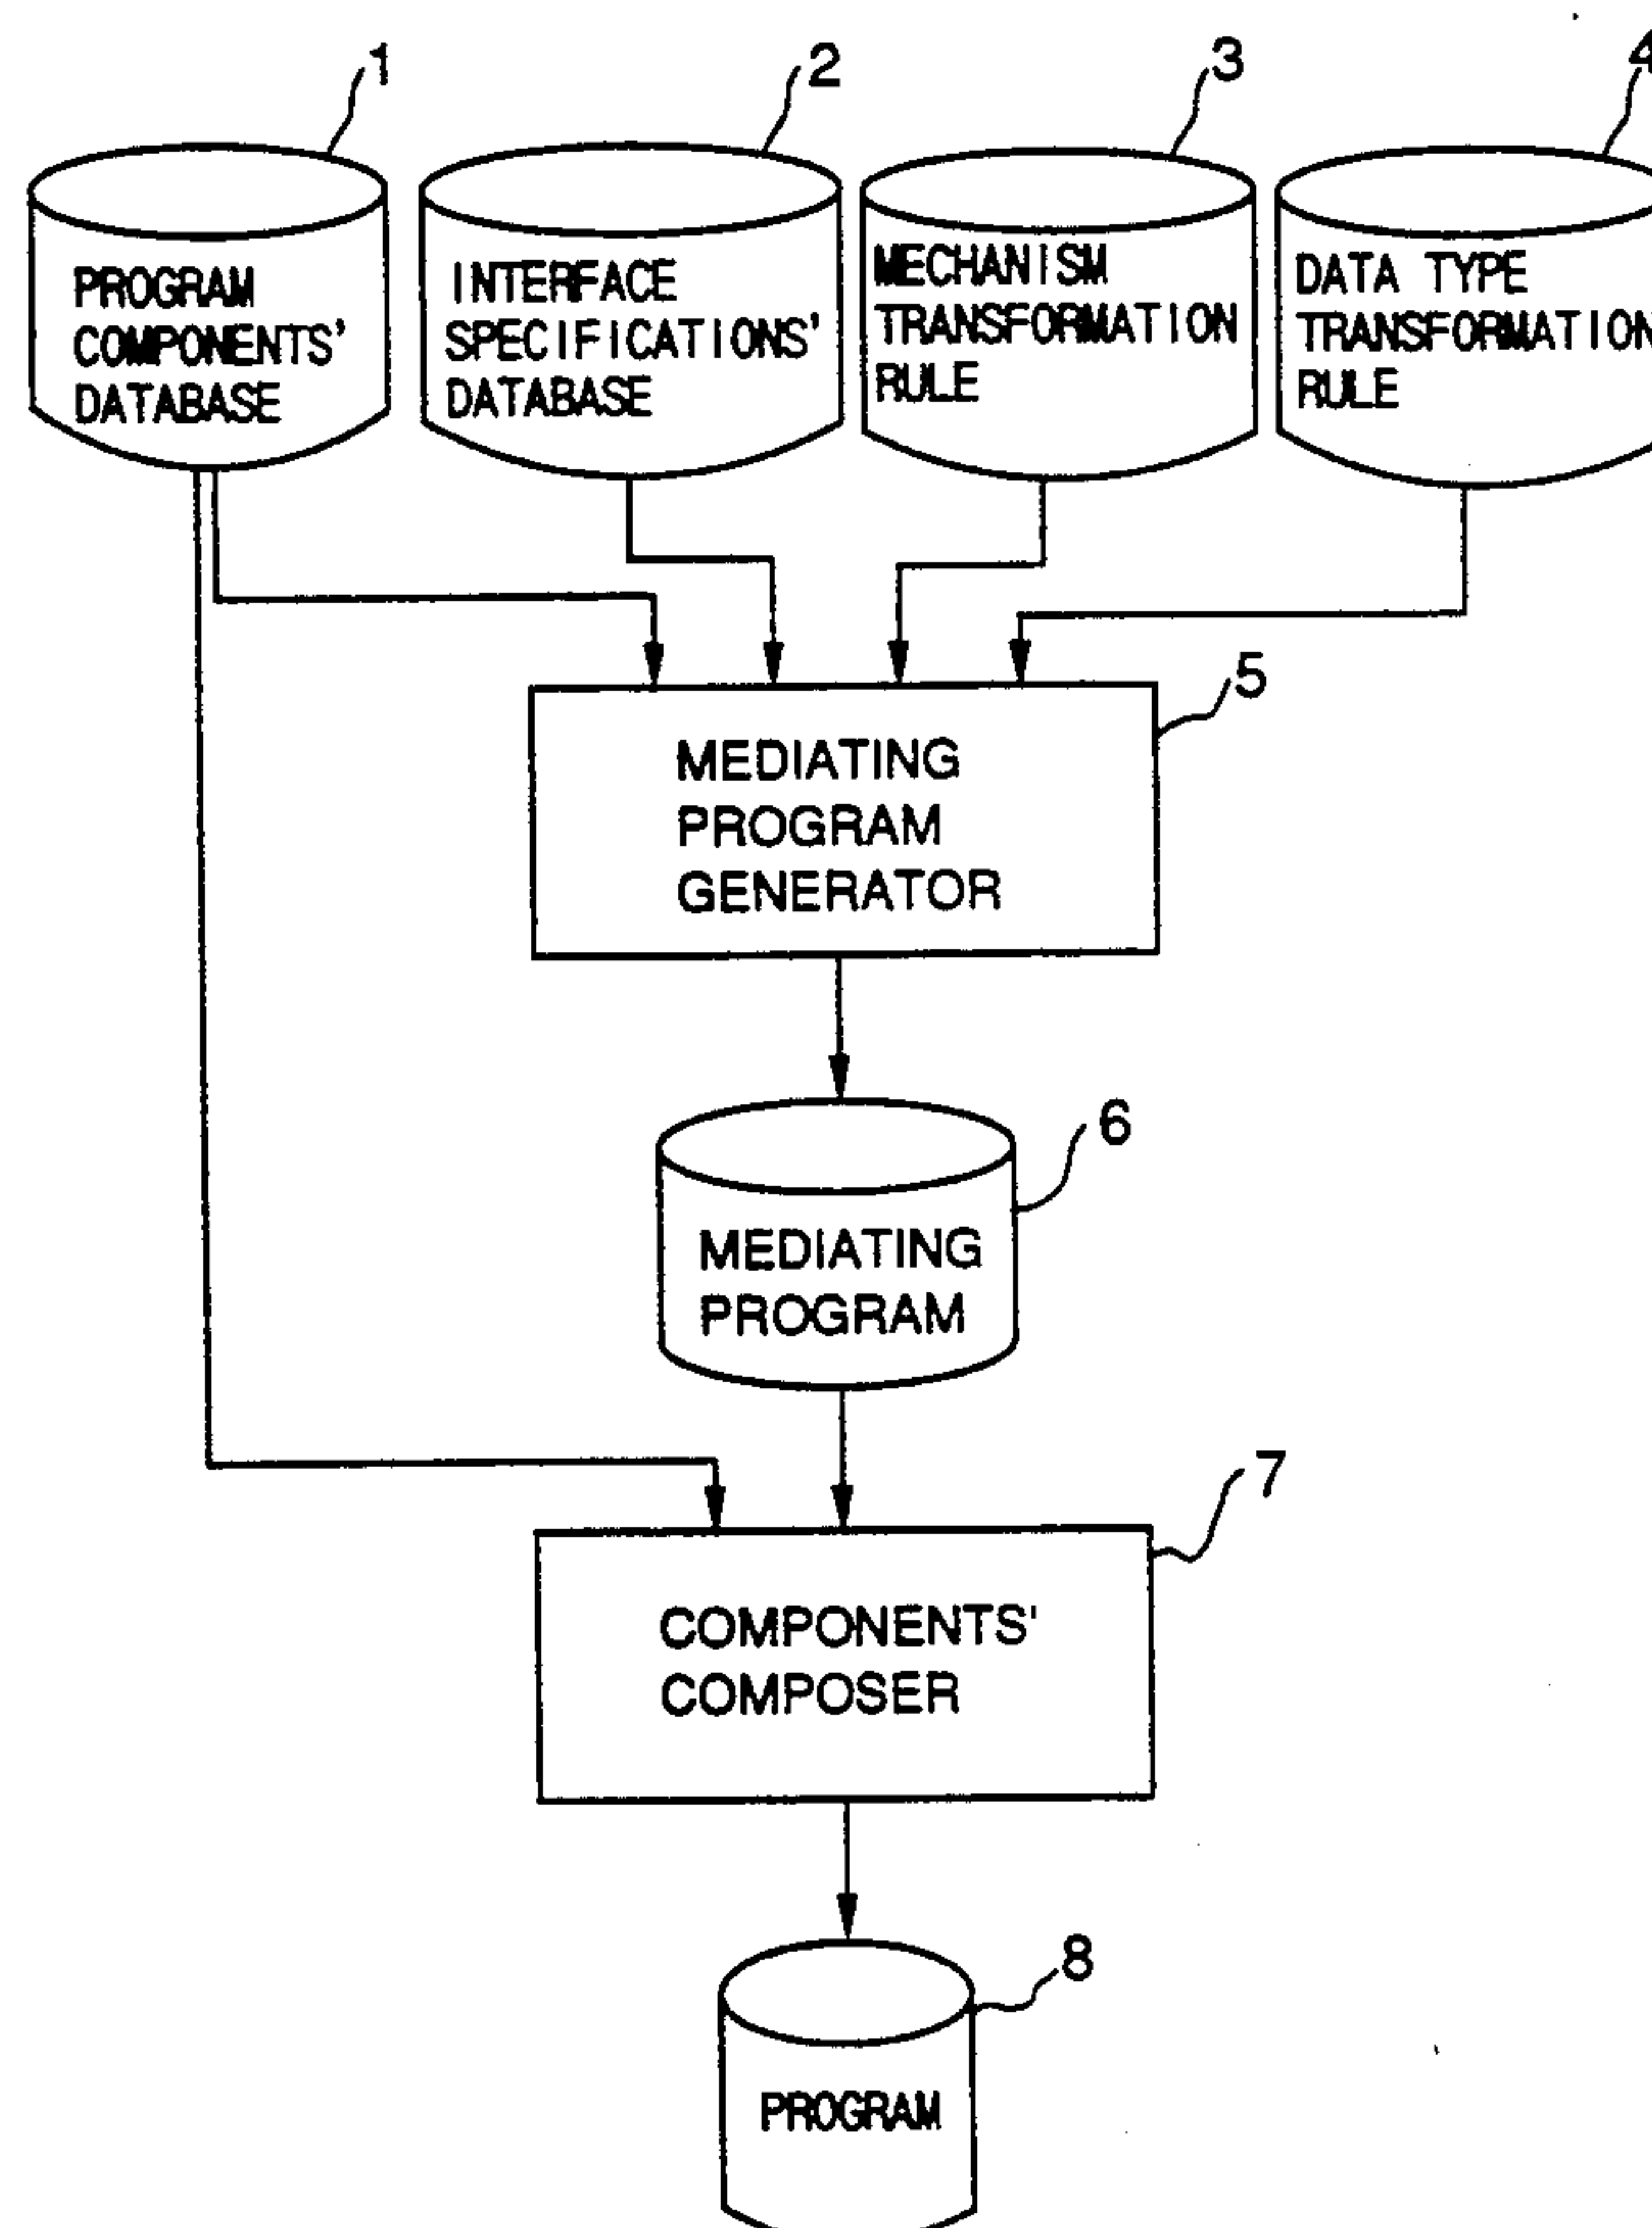 1
2
3
4
PROGRAM
COMPONENTS'
DATABASE
INTERFACE
SPECIFICATIONS'
DATABASE
MECHANISM
TRANSFORMATION
RULE
DATA TYPE
TRANSFORMATION
RULE
5
MEDIATING
PROGRAM
GENERATOR
6
MEDIATING
PROGRAM
7
COMPONENTS'
COMPOSER
8
PROGRAM